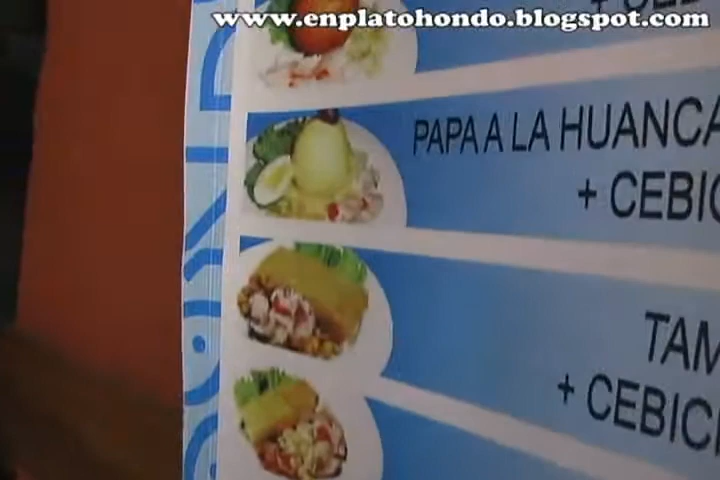 www.enplatohondo.blogspot.com
PAPA A LA HUANCA
+ CEBIC
TAM
+ CEBIC